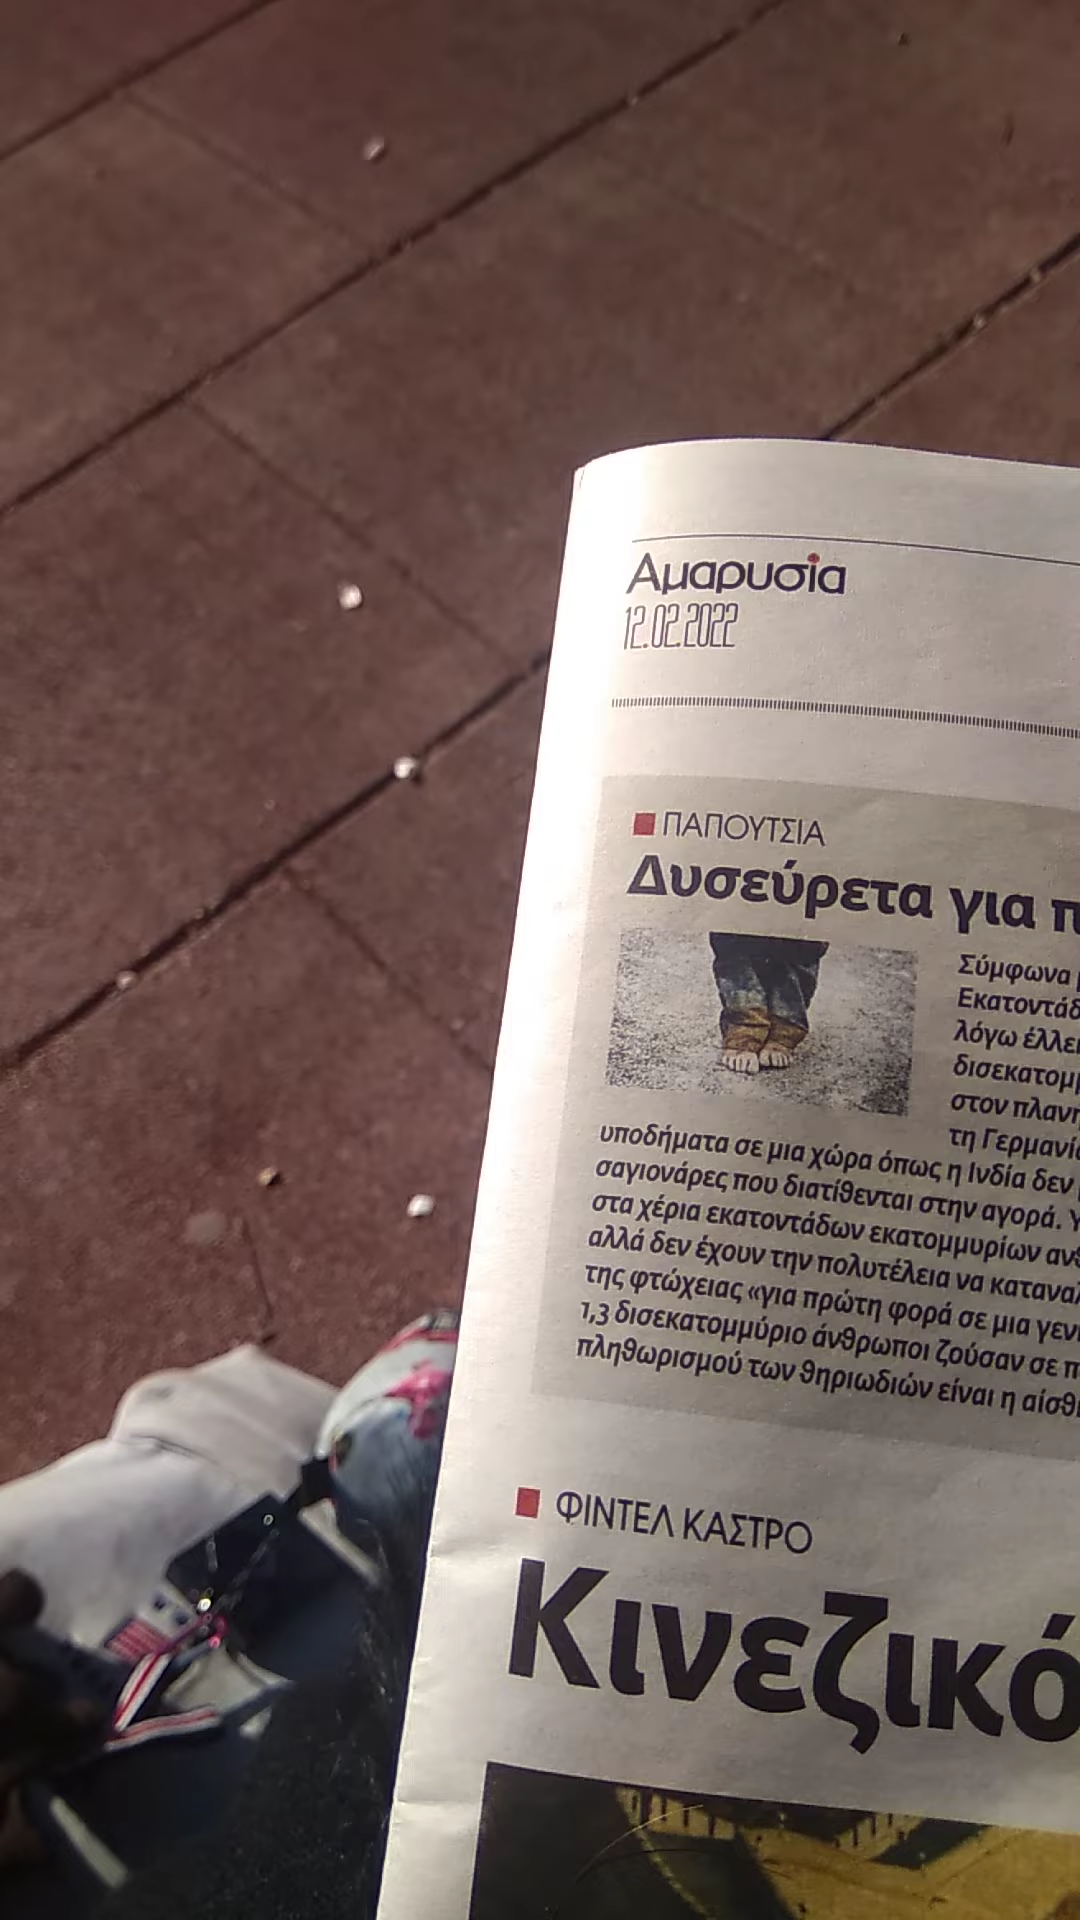 Αμαρυσία
12.02.2022
ΠΑΠΟΥΤΣΙΑ
Δυσεύρετα για
Σύμφωνα
λόγω
στον
τη
υποδήματα σε μια χώρα όπως η Ινδία δεν
σαγιονάρες που διατίθενται στην αγορά.
στα χέρια εκατοντάδων εκατομμυρίων
αλλά δεν έχουν την πολυτέλεια να
της φτώχειας «για πρώτη φορά σε μια
1,3 δισεκατομμύριο άνθρωποι ζούσαν σε
πληθωρισμού των θηριωδιών είναι η
ΦΙΝΤΕΛ ΚΑΣΤΡΟ
Κινεζικό